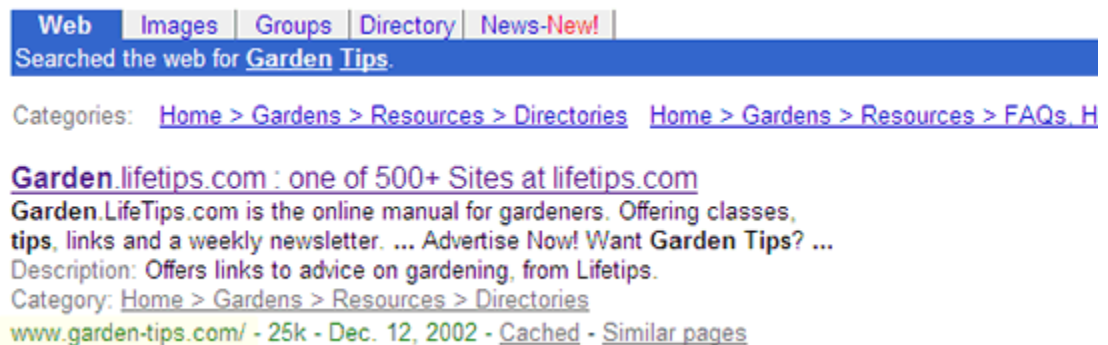 Web Images Groups Directory News-New!
Searched the web for Garden Tips.
Categories: Home > Gardens > Resources > Directories Home > Gardens > Resources > FAQs, H
Garden.lifetips.com : one of 500+ Sites at lifetips.com
Garden.LifeTips.com is the online manual for gardeners. Offering classes,
tips, links and a weekly newsletter. ... Advertise Now! Want Garden Tips? ...
Description: Offers links to advice on gardening, from Lifetips.
Category: Home > Gardens > Resources > Directories
www.garden-tips.com/ - 25k - Dec. 12, 2002 - Cached - Similar pages